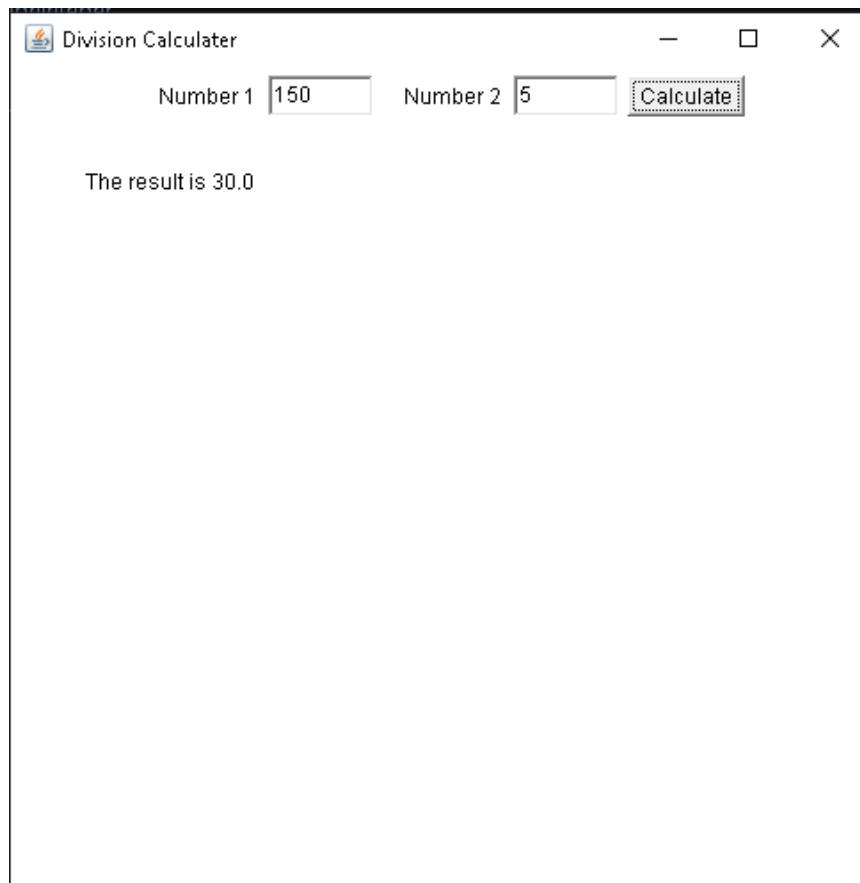 Division Calculater
Number 1 150 Number 2 5 Calculate
The result is 30.0